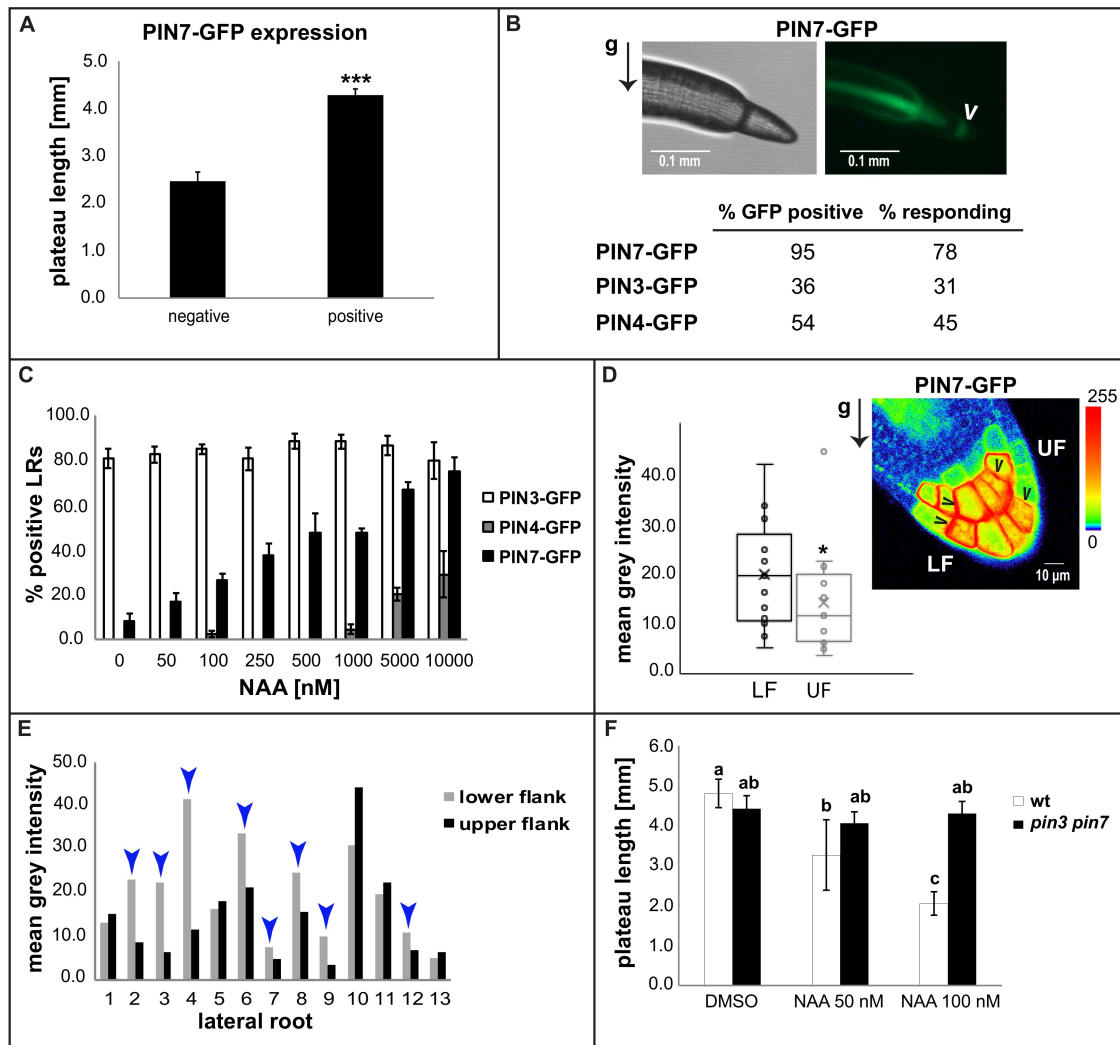 A
PIN7-GFP expression
plateau length [mm]
5.0
4.0
3.0
2.0
1.0
0.0
***
negative
positive
B
PIN7-GFP
g
V
0.1 mm
0.1 mm
% GFP positive % responding
PIN7-GFP 95 78
PIN3-GFP 36 31
PIN4-GFP 54 45
C
% positive LRs
100.0
80.0
60.0
40.0
20.0
0.0
0 50 100 250 500 1000 5000 10000
NAA [nM]
PIN3-GFP
PIN4-GFP
PIN7-GFP
D
PIN7-GFP
g
mean grey intensity
40.0
30.0
20.0
10.0
0.0
*
LF UF
UF
LF
V
V
V
V
10 µm
255
0
E
mean grey intensity
50.0
40.0
30.0
20.0
10.0
0.0
1 2 3 4 5 6 7 8 9 10 11 12 13
lateral root
lower flank
upper flank
F
plateau length [mm]
6.0
5.0
4.0
3.0
2.0
1.0
0.0
a ab
b ab
c ab
DMSO NAA 50 nM NAA 100 nM
wt
pin3 pin7